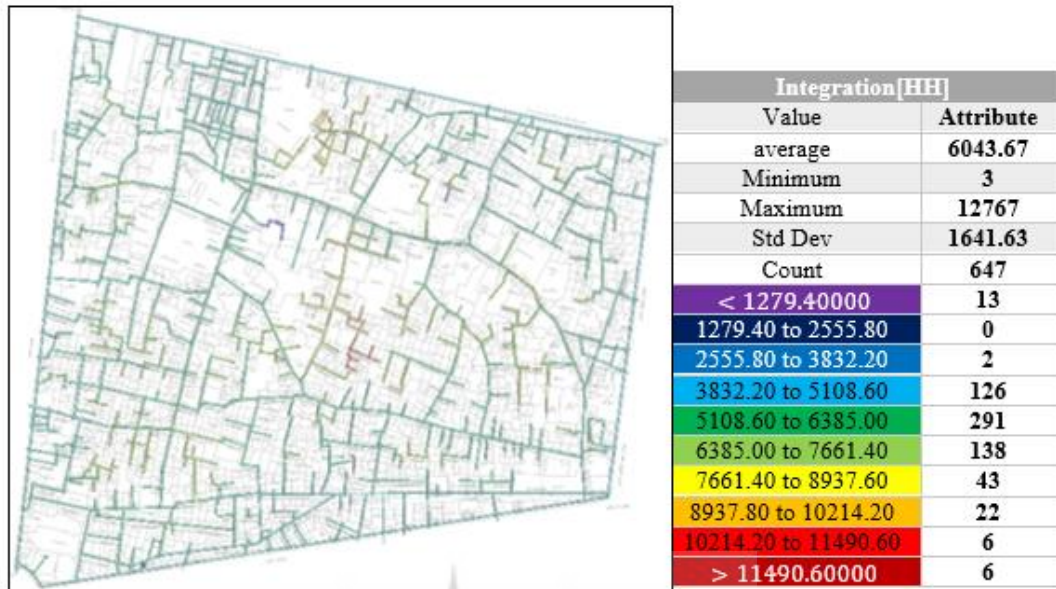 Integration[HH]
Value Attribute
average 6043.67
Minimum 3
Maximum 12767
Std Dev 1641.63
Count 647
< 1279.40000 13
1279.40 to 2555.80 0
2555.80 to 3832.20 2
3832.20 to 5108.60 126
5108.60 to 6385.00 291
6385.00 to 7661.40 138
7661.40 to 8937.60 43
8937.80 to 10214.20 22
10214.20 to 11490.60 6
> 11490.60000 6